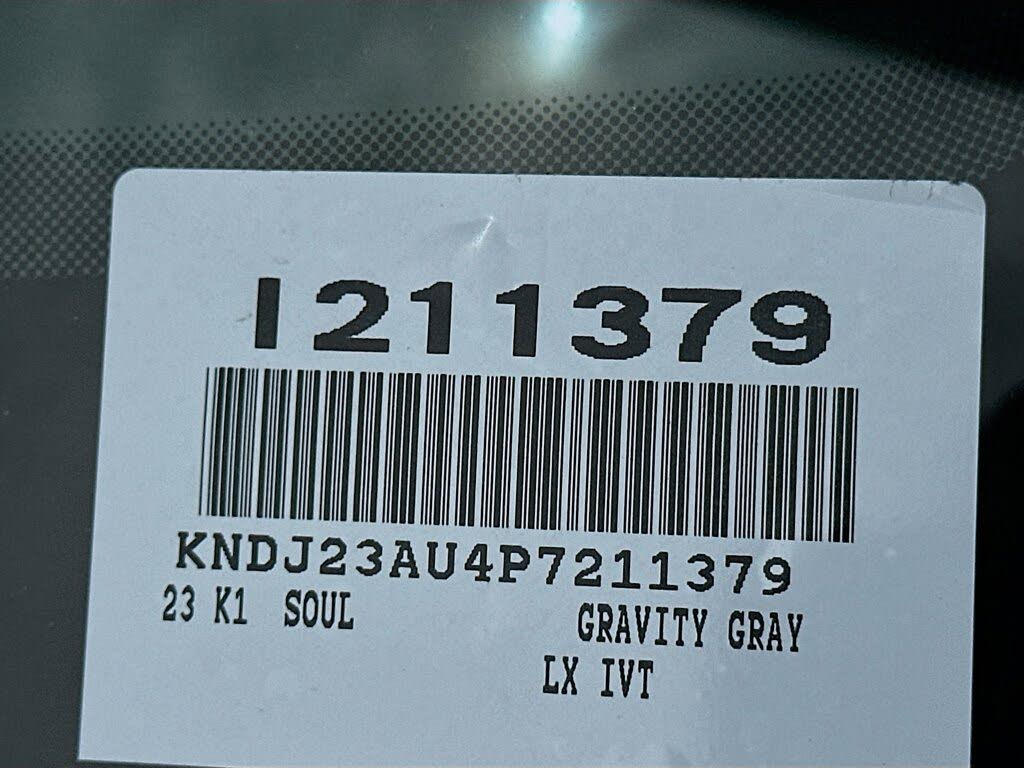 I211379
KNDJ23AU4P7211379
23 K1 SOUL GRAVITY GRAY
LX IVT